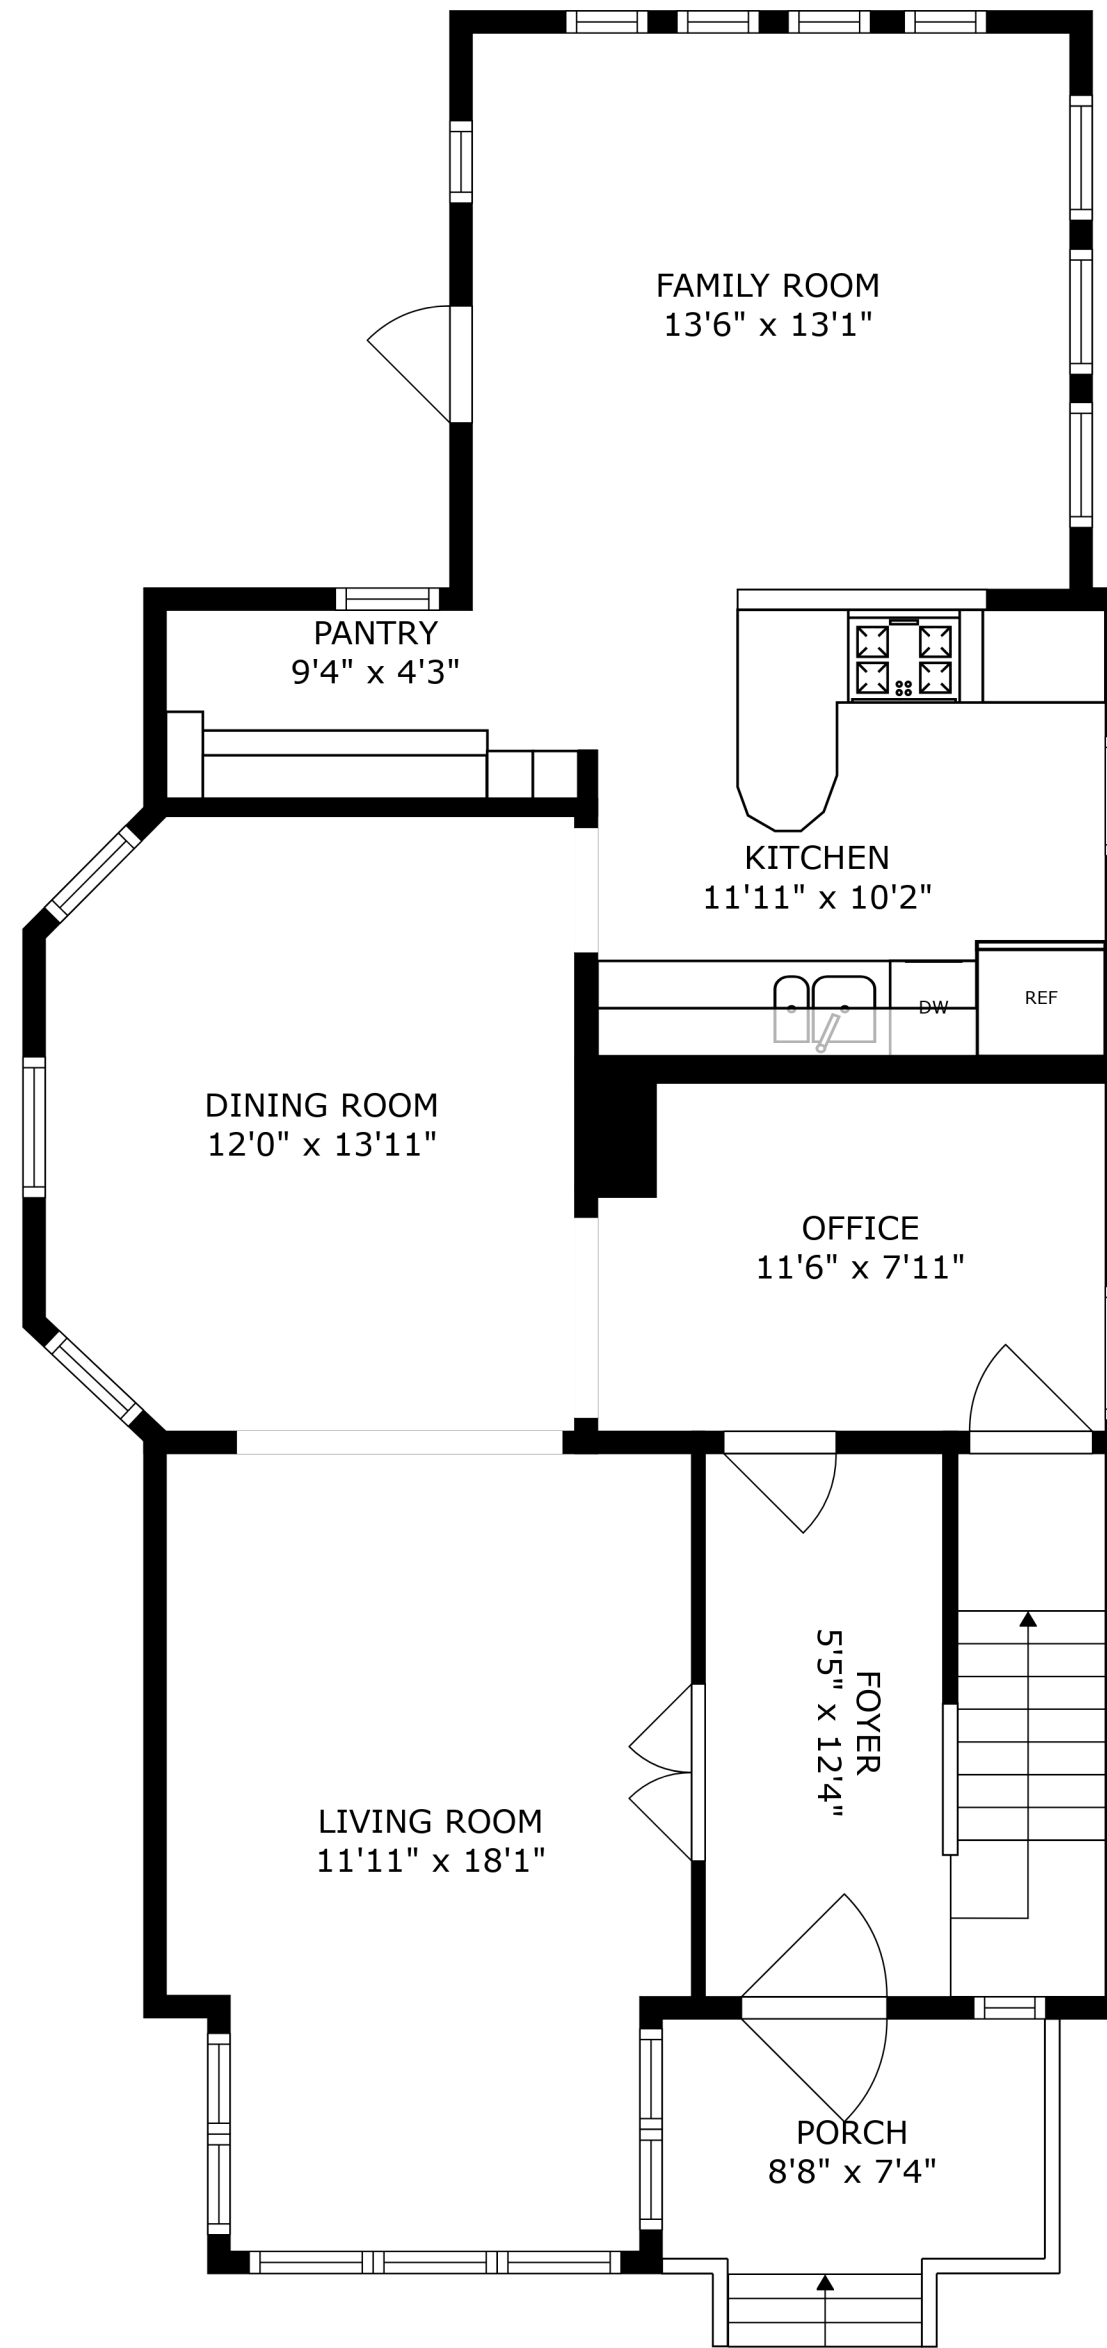 FAMILY ROOM
13'6" x 13'1"
PANTRY
9'4" x 4'3"
KITCHEN
11'11" x 10'2"
DW
REF
DINING ROOM
12'0" x 13'11"
OFFICE
11'6" x 7'11"
FOYER
5'5" x 12'4"
LIVING ROOM
11'11" x 18'1"
PORCH
8'8" x 7'4"